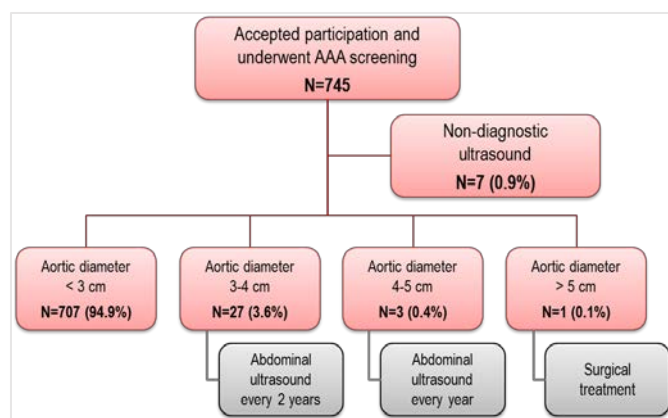 Accepted participation and
underwent AAA screening
N=745
Non-diagnostic
ultrasound
N=7 (0.9%)
Aortic diameter
< 3 cm
N=707 (94.9%)
Aortic diameter
3-4 cm
N=27 (3.6%)
Aortic diameter
4-5 cm
N=3 (0.4%)
Aortic diameter
> 5 cm
N=1 (0.1%)
Abdominal
ultrasound
every 2 years
Abdominal
ultrasound
every year
Surgical
treatment